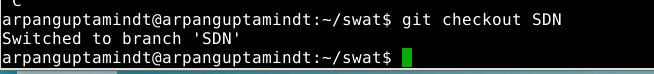 arpanguptamindt@arpanguptamindt:~/swat$ git checkout SDN
Switched to branch 'SDN'
arpanguptamindt@arpanguptamindt:~/swat$